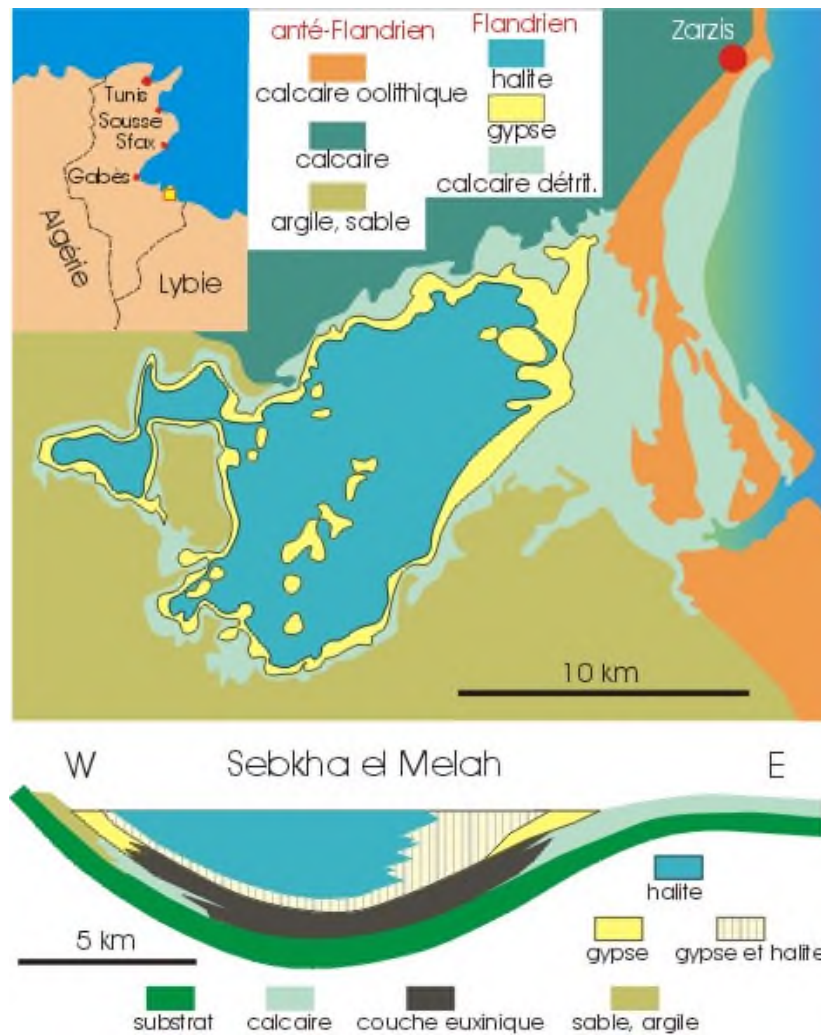 Tunis
Sousse
Sfax
Gabès
Algérie
Lybie
anté-Flandrien
calcaire oolithique
calcaire
argile, sable
Flandrien
halite
gypse
calcaire détrit.
Zarzis
10 km
W
Sebkha el Melah
E
halite
gypse
gypse et halite
5 km
substrat
calcaire
couche euxinique
sable, argile